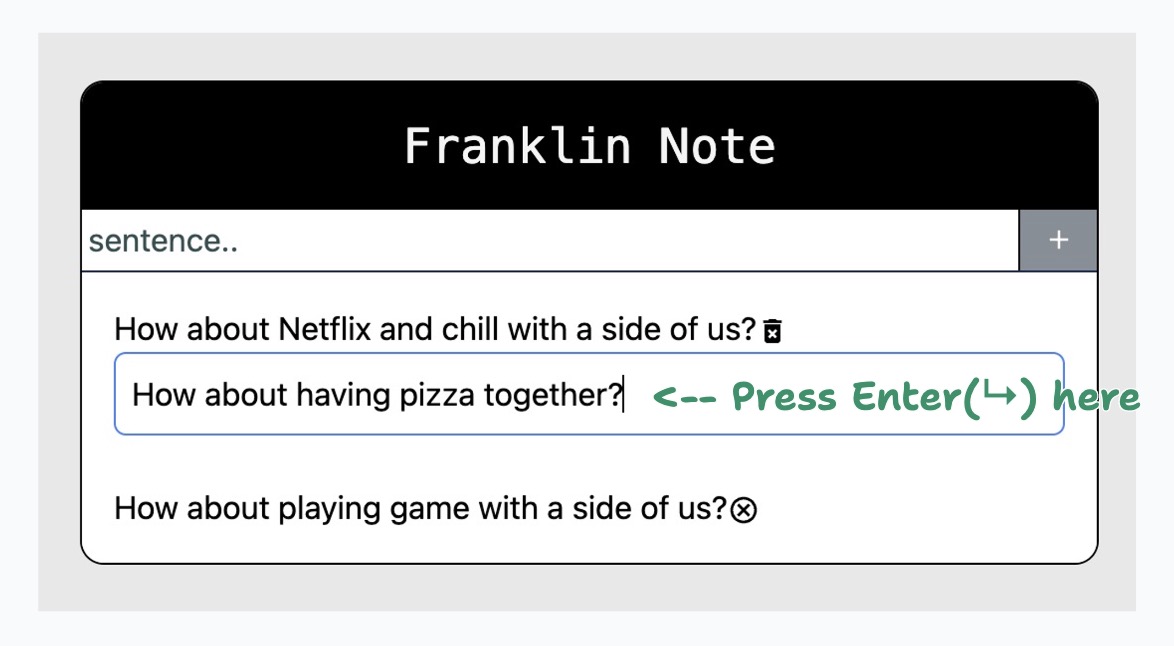 Franklin Note
sentence..
+
How about Netflix and chill with a side of us?
How about having pizza together? <-- Press Enter(↵) here
How about playing game with a side of us?